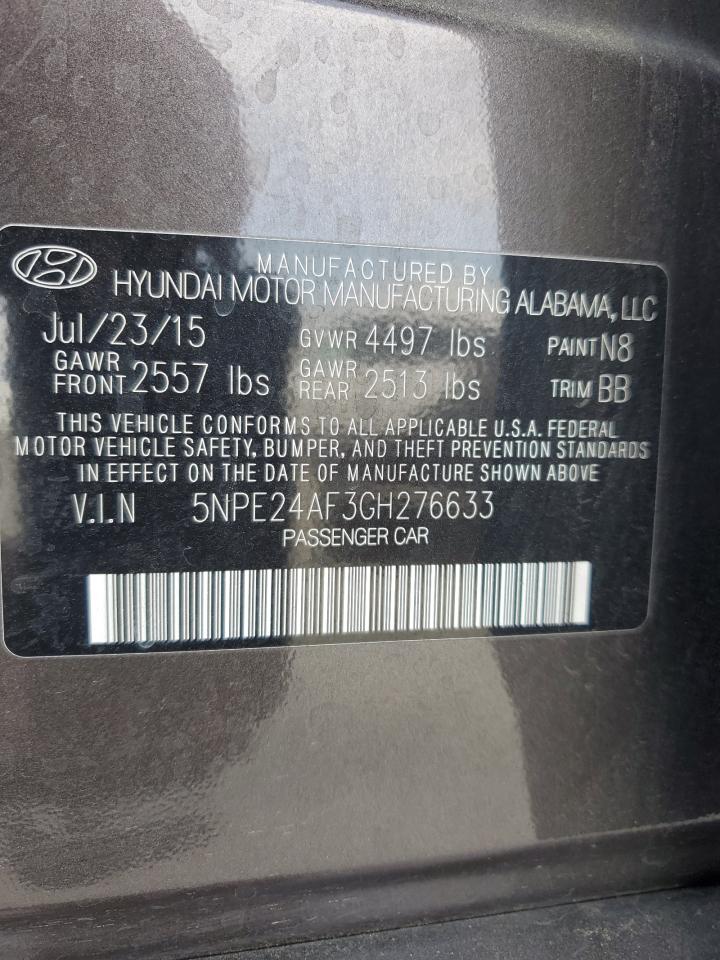 MANUFACTURED BY
HYUNDAI MOTOR MANUFACTURING ALABAMA, LLC
Jul/23/15 GVWR 4497 lbs PAINT N8
GAWR FRONT 2557 lbs GAWR REAR 2513 lbs TRIM BB
THIS VEHICLE CONFORMS TO ALL APPLICABLE U.S.A. FEDERAL
MOTOR VEHICLE SAFETY, BUMPER, AND THEFT PREVENTION STANDARDS
IN EFFECT ON THE DATE OF MANUFACTURE SHOWN ABOVE
V.I.N 5NPE24AF3GH276633
PASSENGER CAR